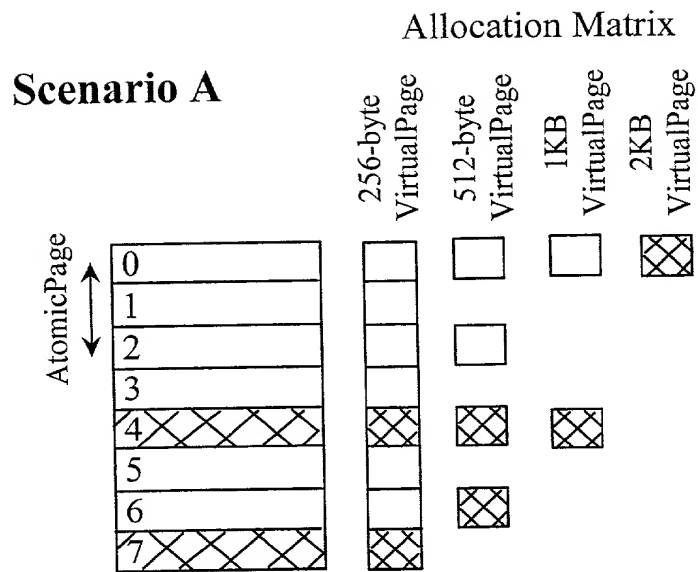 Allocation Matrix
Scenario A
256-byte
VirtualPage
512-byte
VirtualPage
1KB
VirtualPage
2KB
VirtualPage
AtomicPage
0
1
2
3
4
5
6
7